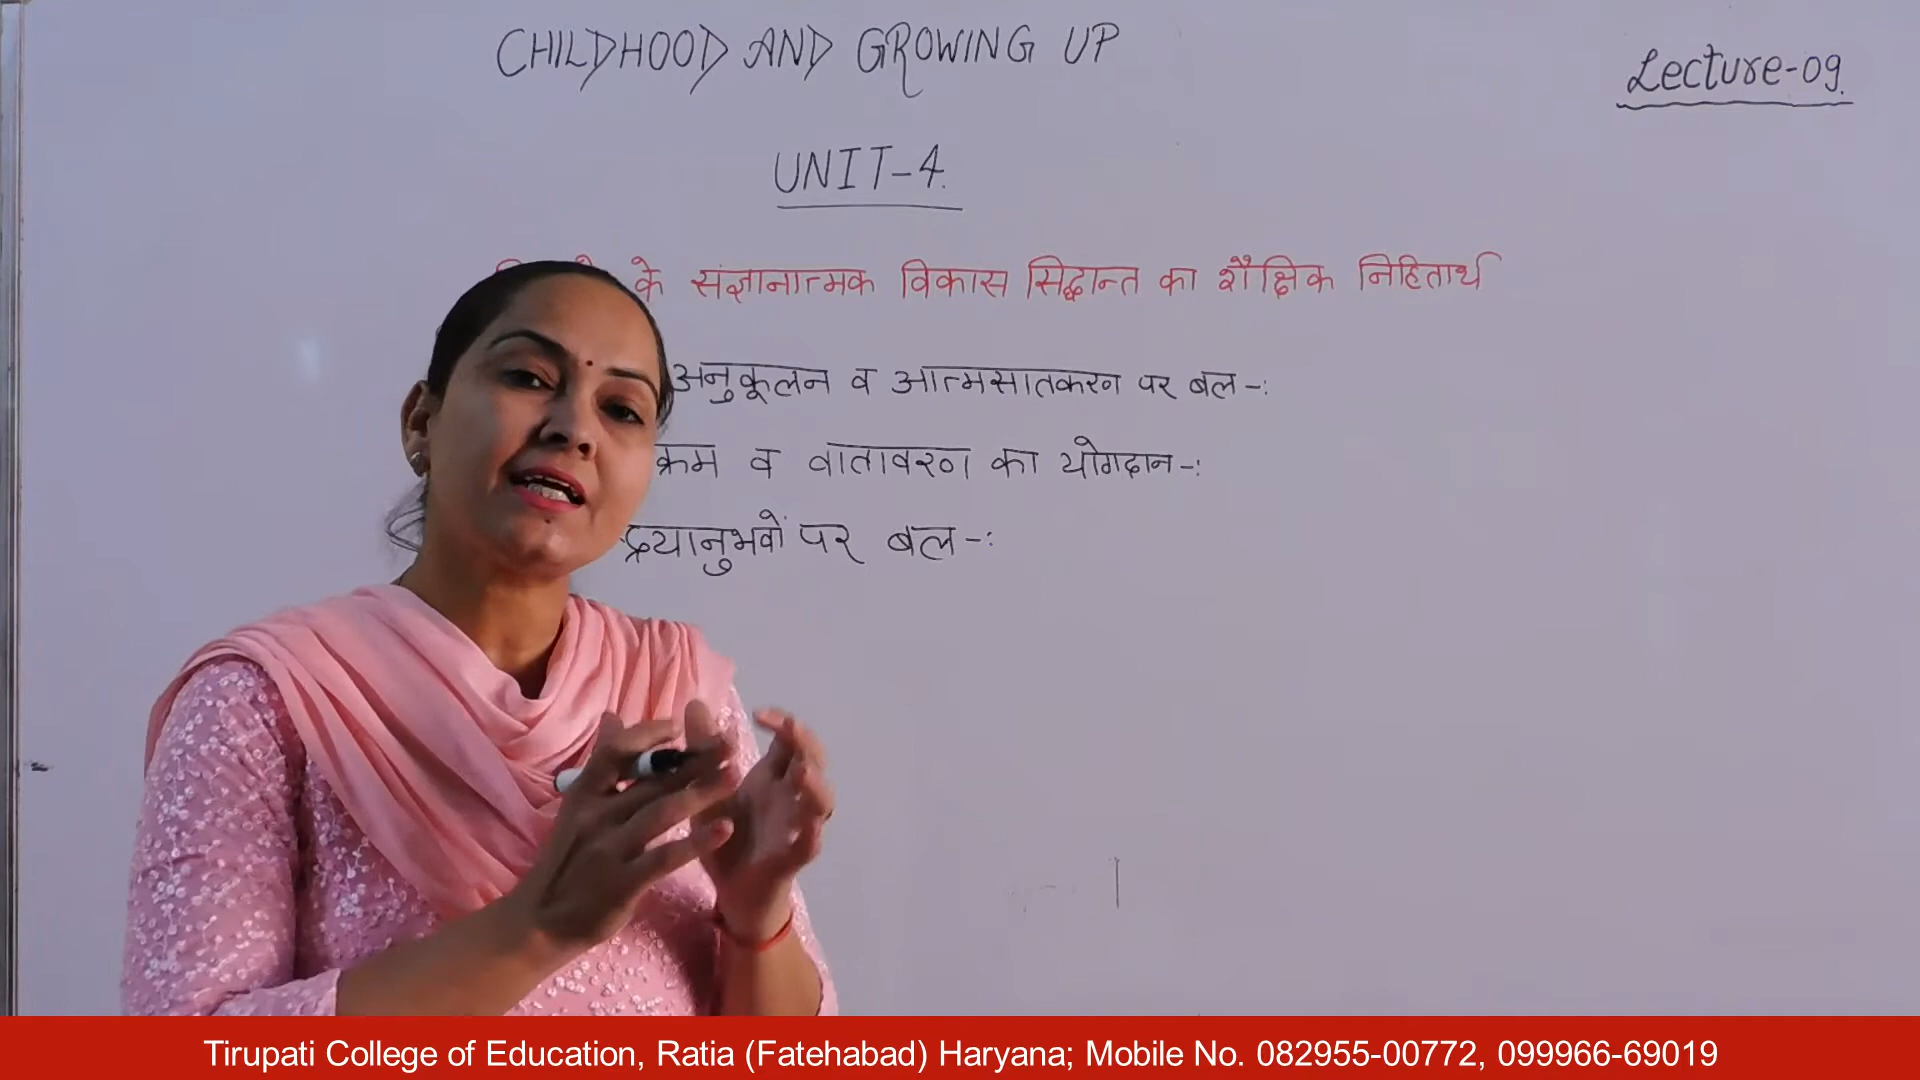 CHILDHOOD AND GROWING UP
Lecture-09.
UNIT-4.
के संज्ञानात्मक विकास सिद्धान्त का शैक्षिक निहितार्थ
अनुकूलन व आत्मसातकरण पर बल-:
क्रम व वातावरण का योगदान-:
पर बल-:
Tirupati College of Education, Ratia (Fatehabad) Haryana; Mobile No. 082955-00772, 099966-69019